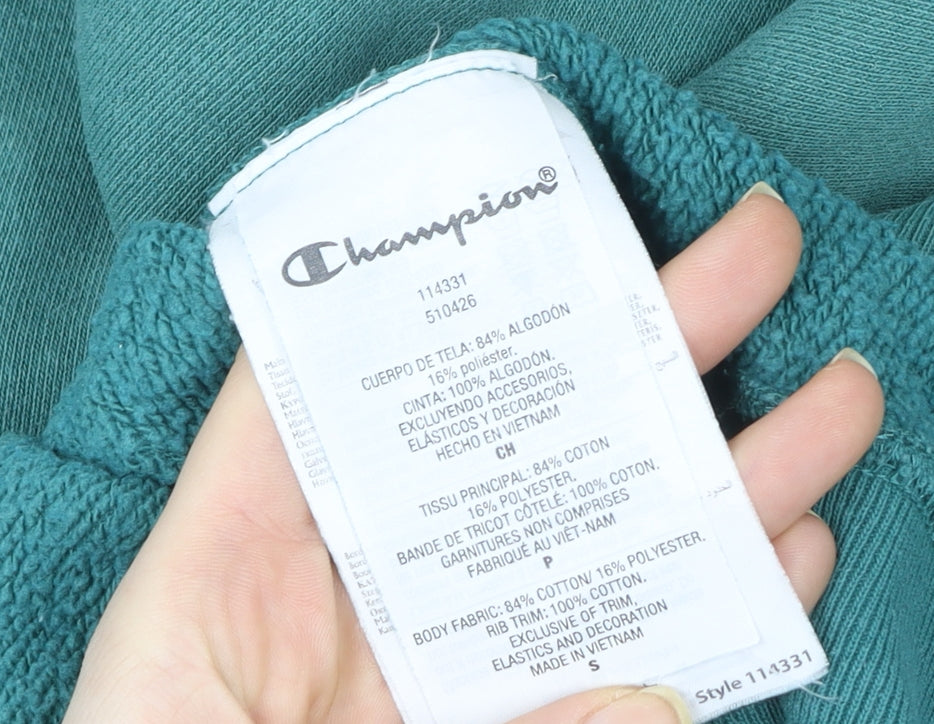 Champion®
114331
510426
CUERPO DE TELA: 84% ALGODÓN
16% poliéster.
CINTA: 100% ALGODÓN.
EXCLUYENDO ACCESORIOS,
ELÁSTICOS Y DECORACIÓN
HECHO EN VIETNAM
CH
TISSU PRINCIPAL: 84% COTON
16% POLYESTER.
BANDE DE TRICOT CÔTELÉ: 100% COTON.
GARNITURES NON COMPRISES
FABRIQUÉ AU VIÊT-NAM
P
BODY FABRIC: 84% COTTON/ 16% POLYESTER.
RIB TRIM: 100% COTTON.
EXCLUSIVE OF TRIM,
ELASTICS AND DECORATION
MADE IN VIETNAM
S
Style 114331